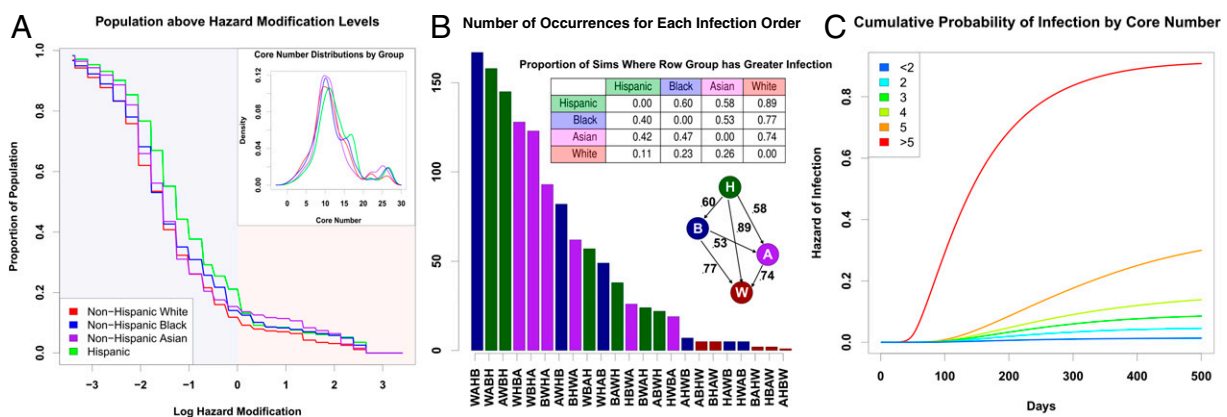 A
Population above Hazard Modification Levels
Proportion of Population
1.0
0.8
0.6
0.4
0.2
0.0
Core Number Distributions by Group
Density
0.12
0.08
0.04
0.00
0 5 10 15 20 25 30
Core Number
Non-Hispanic White
Non-Hispanic Black
Non-Hispanic Asian
Hispanic
-3 -2 -1 0 1 2 3
Log Hazard Modification
B
Number of Occurrences for Each Infection Order
150
100
50
0
Proportion of Sims Where Row Group has Greater Infection
Hispanic Black Asian White
Hispanic 0.00 0.60 0.58 0.89
Black 0.40 0.00 0.53 0.77
Asian 0.42 0.47 0.00 0.74
White 0.11 0.23 0.26 0.00
H
.60 .58
B .89
.53 A
.77 .74
W
WAHB WABH AWBH WHBA WBHA BWHA AWHB BHWA WBAH WHAB BAWH HBWA BWAH ABWH HWBA AHWB ABHW BHAW HAWB HWAB BAHW HBAW AHBW
C
Cumulative Probability of Infection by Core Number
Hazard of Infection
0.8
0.6
0.4
0.2
0.0
<2
2
3
4
5
>5
0 100 200 300 400 500
Days